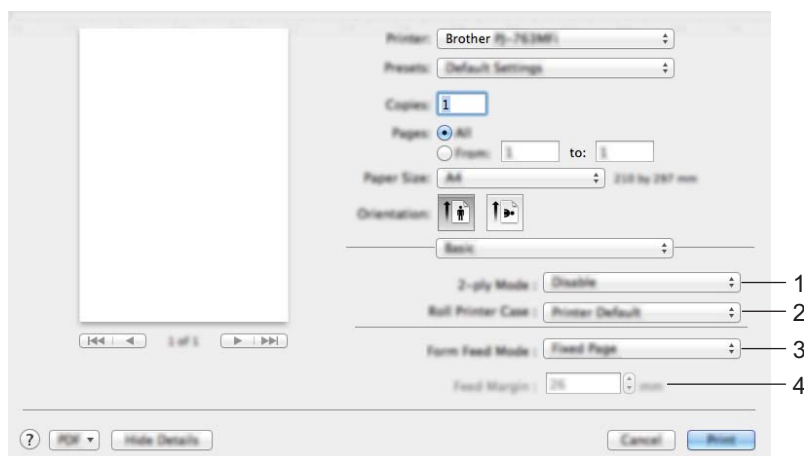 Printer: Brother PJ-763MFi
Presets: Default Settings
Copies: 1
Pages: All
From: 1 to: 1
Paper Size: A4 210 by 297 mm
Orientation:
Basic
2-ply Mode : Disable 1
Roll Printer Case : Printer Default 2
1 of 1
Form Feed Mode : Fixed Page 3
Feed Margin : 26 mm 4
? PDF Hide Details Cancel Print